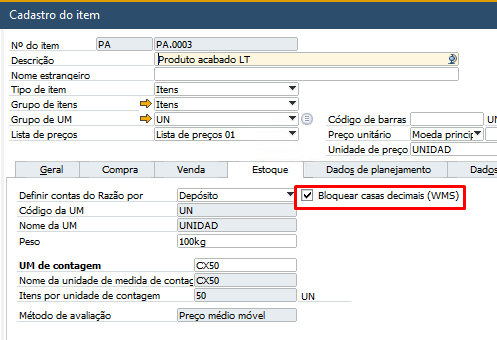 Cadastro do item
Nº do item PA PA.0003
Descrição Produto acabado LT
Nome estrangeiro
Tipo de item Itens
Grupo de itens Itens
Grupo de UM UN Código de barras UN
Lista de preços Lista de preços 01 Preço unitário Moeda princip
Unidade de preço UNIDAD
Geral Compra Venda Estoque Dados de planejamento Dados
Definir contas do Razão por Depósito Bloquear casas decimais (WMS)
Código da UM UN
Nome da UM UNIDAD
Peso 100kg
UM de contagem CX50
Nome da unidade de medida de contag CX50
Itens por unidade de contagem 50 UN
Método de avaliação Preço médio móvel